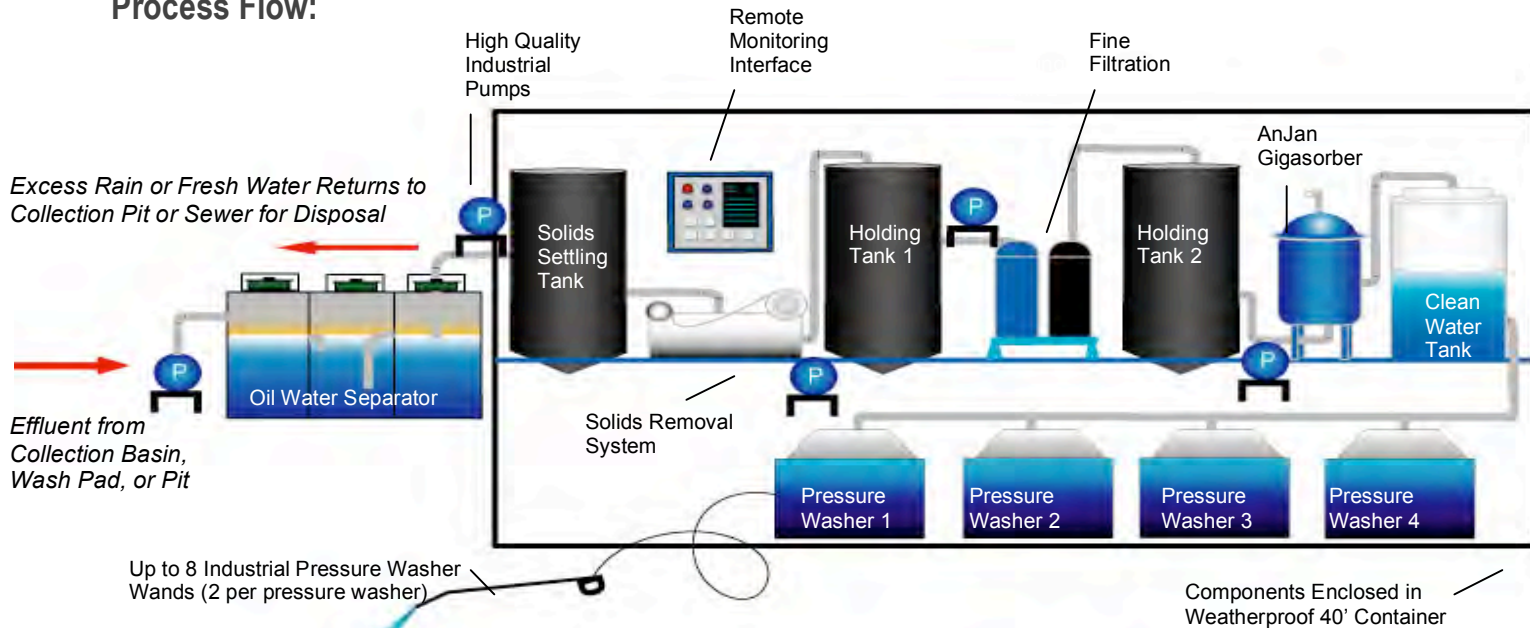 Process Flow:
Remote
Monitoring
Interface
High Quality
Industrial
Pumps
Fine
Filtration
AnJan
Gigasorber
Excess Rain or Fresh Water Returns to
Collection Pit or Sewer for Disposal
P
P
Solids
Settling
Tank
Holding
Tank 1
Holding
Tank 2
Clean
Water
Tank
P
P
P
Oil Water Separator
Effluent from
Collection Basin,
Wash Pad, or Pit
Solids Removal
System
Pressure
Washer 1
Pressure
Washer 2
Pressure
Washer 3
Pressure
Washer 4
Up to 8 Industrial Pressure Washer
Wands (2 per pressure washer)
Components Enclosed in
Weatherproof 40’ Container